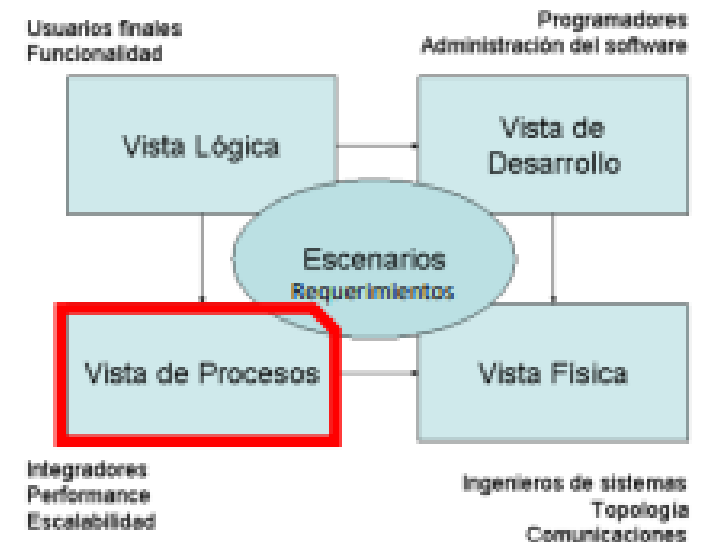 Usuarios finales
Funcionalidad
Programadores
Administración del software
Vista Lógica
Vista de
Desarrollo
Escenarios
Requerimientos
Vista de Procesos
Vista Física
Integradores
Performance
Escalabilidad
Ingenieros de sistemas
Topología
Comunicaciones